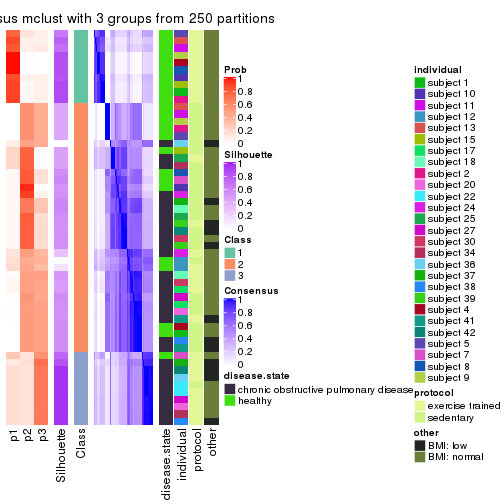 sus mclust with 3 groups from 250 partitions
p1
p2
p3
Silhouette
Class
disease.state
individual
protocol
other
Prob
1
0.8
0.6
0.4
0.2
0
Silhouette
1
0.8
0.6
0.4
0.2
0
Class
1
2
3
Consensus
1
0.8
0.6
0.4
0.2
0
disease.state
chronic obstructive pulmonary disease
healthy
individual
subject 1
subject 10
subject 11
subject 12
subject 13
subject 15
subject 17
subject 18
subject 2
subject 20
subject 22
subject 24
subject 25
subject 27
subject 30
subject 34
subject 36
subject 37
subject 38
subject 39
subject 4
subject 41
subject 42
subject 5
subject 7
subject 8
subject 9
protocol
exercise trained
sedentary
other
BMI: low
BMI: normal